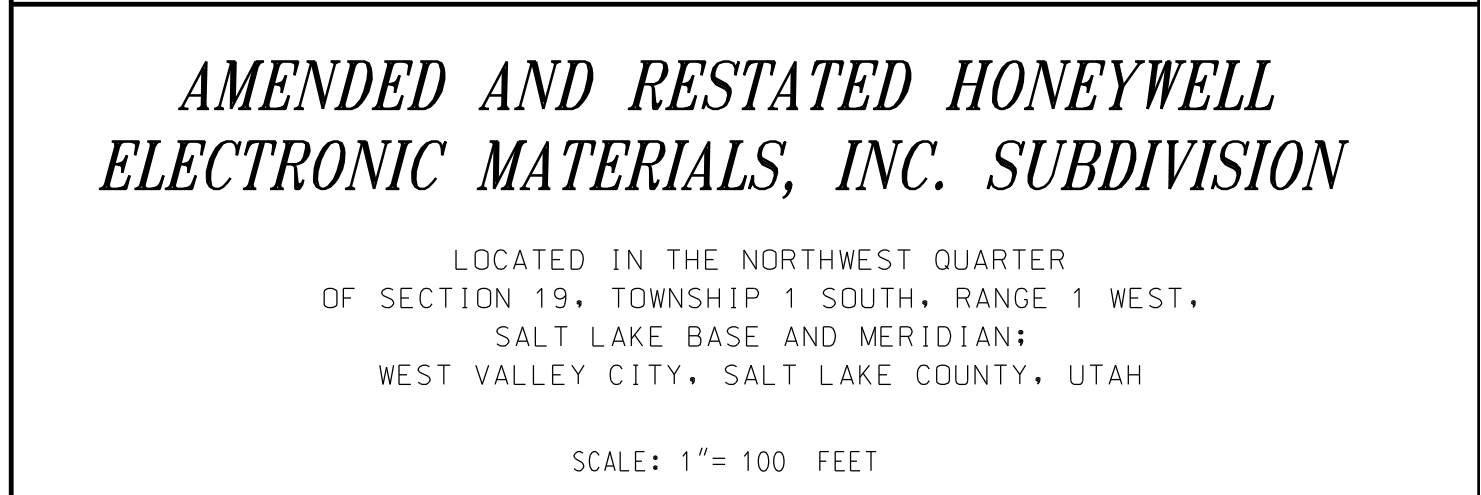 AMENDED AND RESTATED HONEYWELL
ELECTRONIC MATERIALS, INC. SUBDIVISION
LOCATED IN THE NORTHWEST QUARTER
OF SECTION 19, TOWNSHIP 1 SOUTH, RANGE 1 WEST,
SALT LAKE BASE AND MERIDIAN;
WEST VALLEY CITY, SALT LAKE COUNTY, UTAH
SCALE: 1"= 100 FEET